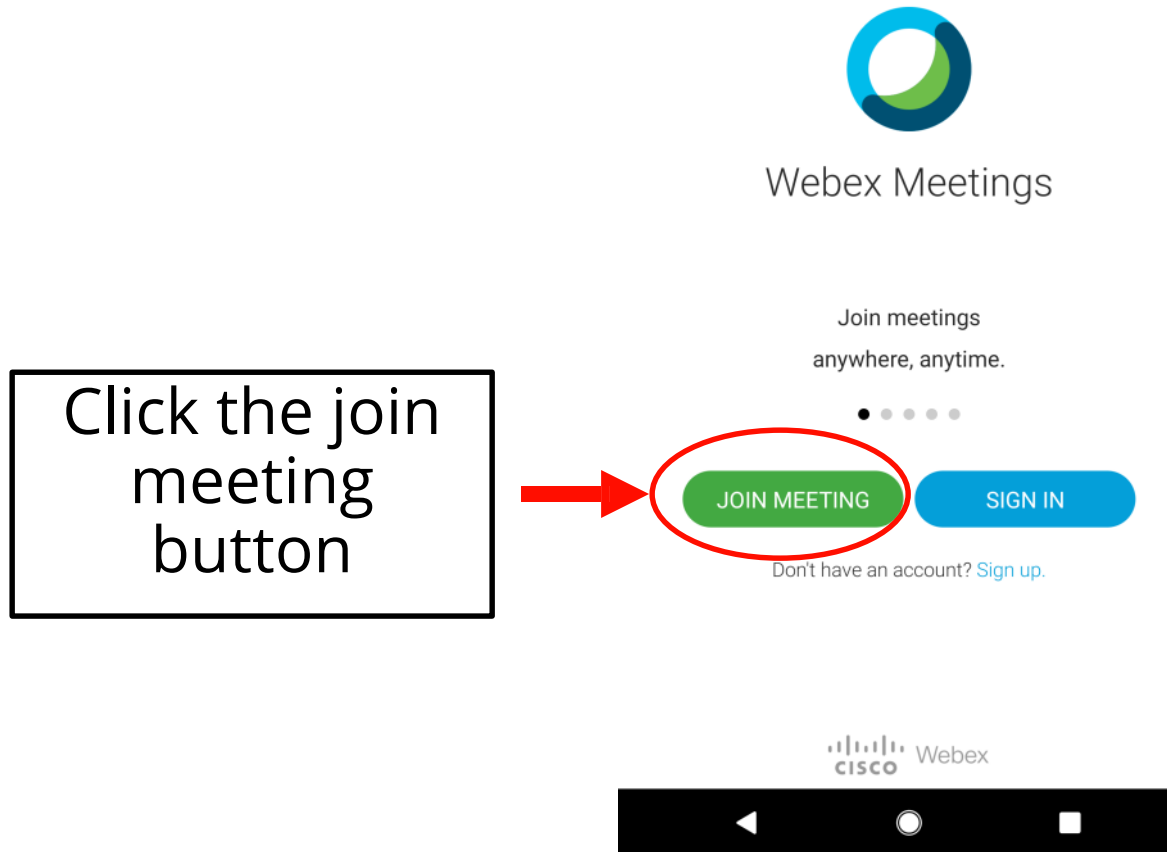 Webex Meetings
Join meetings
anywhere, anytime.
Click the join
meeting
button
JOIN MEETING
SIGN IN
Don't have an account? Sign up.
CISCO Webex